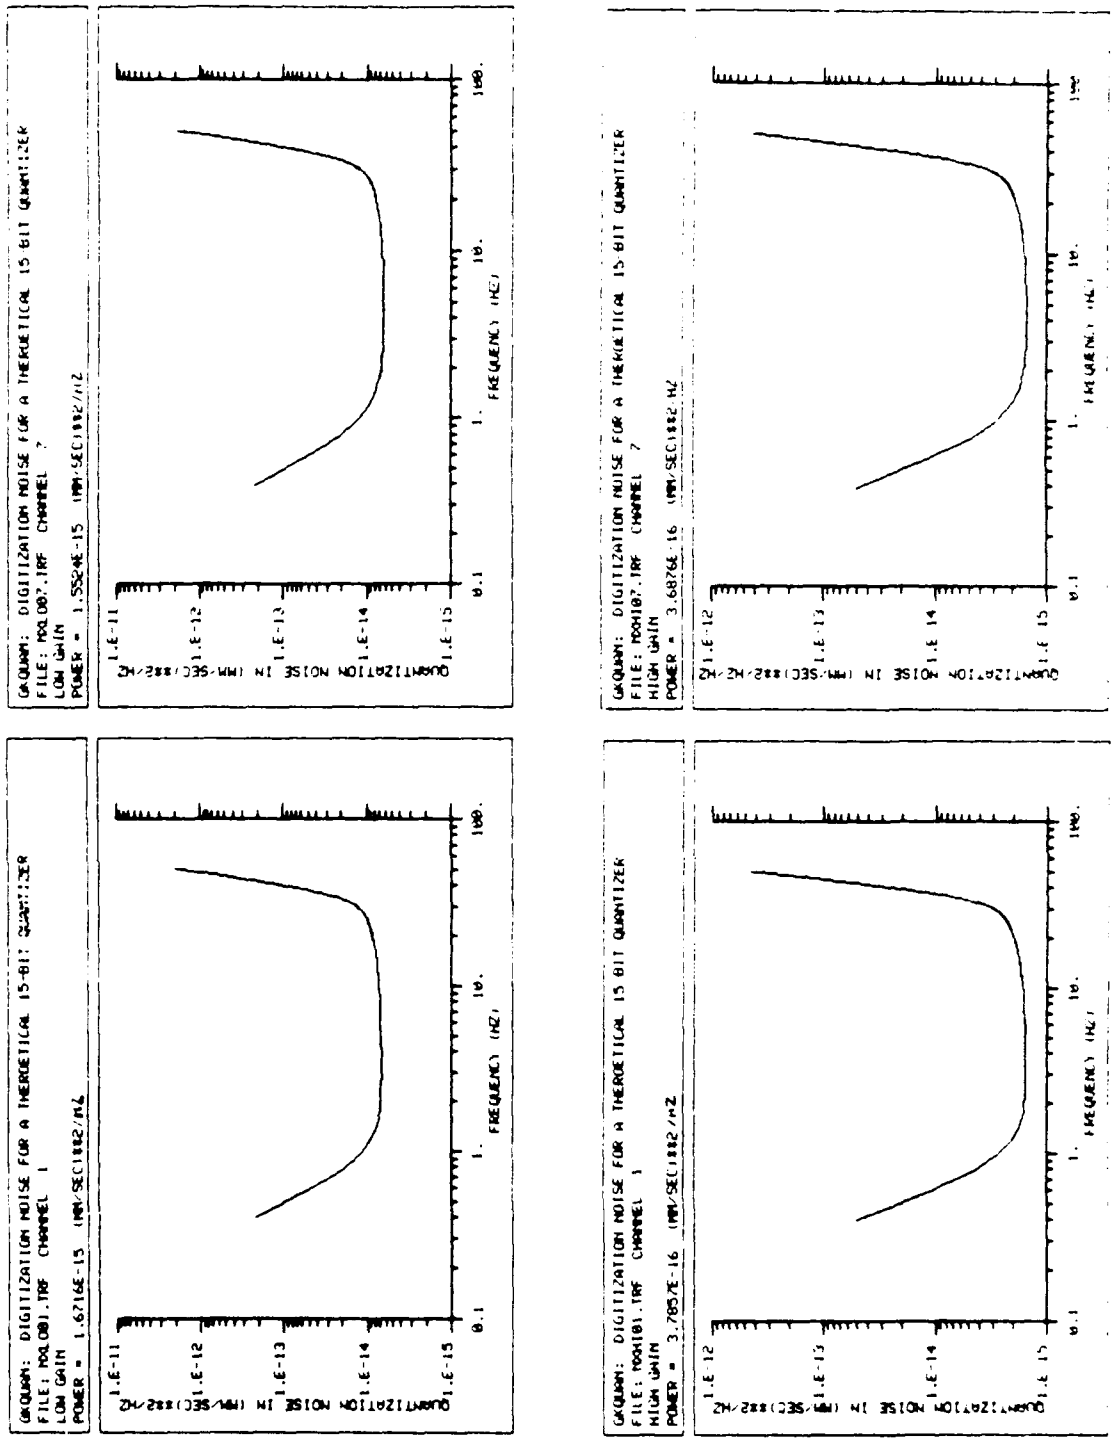 GKQUAN: DIGITIZATION NOISE FOR A THEROETICAL 15-BIT QUANTIZER
FILE: MXL001.TRF CHANNEL 1
LOW GAIN
POWER = 1.6716E-15 (MM/SEC)**2/HZ
QUANTIZATION NOISE IN (MM/SEC)**2/HZ
1.E-11
1.E-12
1.E-13
1.E-14
1.E-15
0.1
1.
10.
100.
FREQUENCY (HZ)
GKQUAN: DIGITIZATION NOISE FOR A THEROETICAL 15-BIT QUANTIZER
FILE: MXL007.TRF CHANNEL 7
LOW GAIN
POWER = 1.5524E-15 (MM/SEC)**2/HZ
QUANTIZATION NOISE IN (MM/SEC)**2/HZ
1.E-11
1.E-12
1.E-13
1.E-14
1.E-15
0.1
1.
10.
100.
FREQUENCY (HZ)
GKQUAN: DIGITIZATION NOISE FOR A THEROETICAL 15 BIT QUANTIZER
FILE: MXH101.TRF CHANNEL 1
HIGH GAIN
POWER = 3.7857E-16 (MM/SEC)**2/HZ
QUANTIZATION NOISE IN (MM/SEC)**2/HZ
1.E-12
1.E-13
1.E-14
1.E-15
0.1
1.
10.
100.
FREQUENCY (HZ)
GKQUAN: DIGITIZATION NOISE FOR A THEROETICAL 15-BIT QUANTIZER
FILE: MXH107.TRF CHANNEL 7
HIGH GAIN
POWER = 3.6876E-16 (MM/SEC)**2/HZ
QUANTIZATION NOISE IN (MM/SEC)**2/HZ
1.E-12
1.E-13
1.E-14
1.E-15
0.1
1.
10.
100
FREQUENCY (HZ)